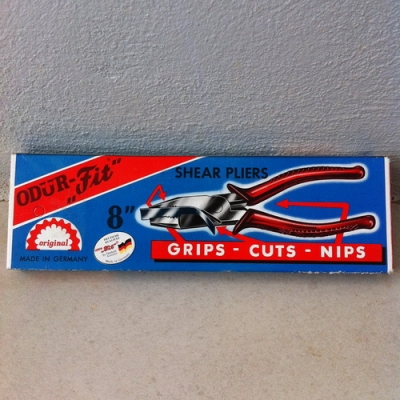 ODÜR-„Fit"
SHEAR PLIERS
8"
original
GRIPS - CUTS - NIPS
MADE IN GERMANY